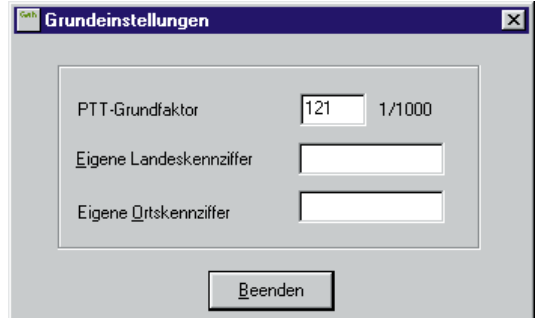 Grundeinstellungen
PTT-Grundfaktor 121 1/1000
Eigene Landeskennziffer
Eigene Ortskennziffer
Beenden